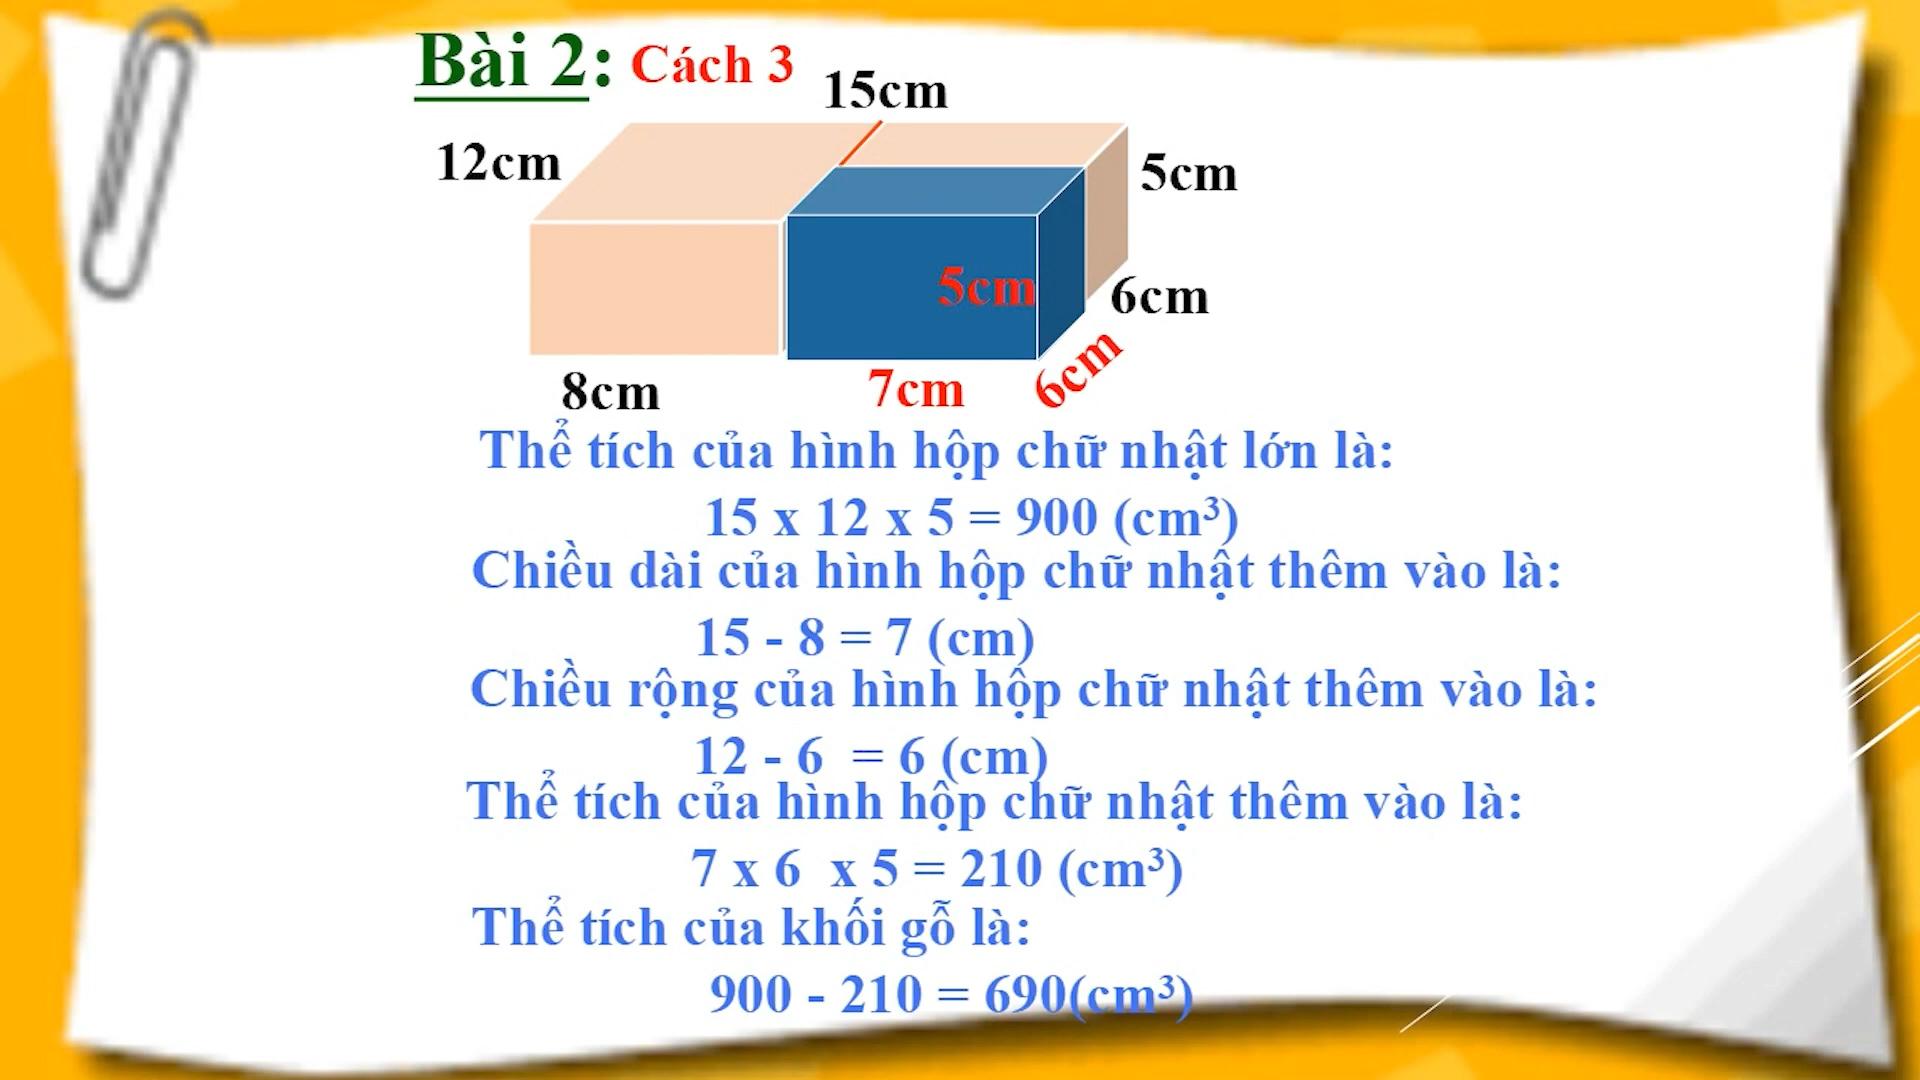 Bài 2: Cách 3
15cm
12cm
5cm
5cm
6cm
6cm
8cm
7cm
Thể tích của hình hộp chữ nhật lớn là:
15 x 12 x 5 = 900 (cm³)
Chiều dài của hình hộp chữ nhật thêm vào là:
15 - 8 = 7 (cm)
Chiều rộng của hình hộp chữ nhật thêm vào là:
12 - 6 = 6 (cm)
Thể tích của hình hộp chữ nhật thêm vào là:
7 x 6 x 5 = 210 (cm³)
Thể tích của khối gỗ là:
900 - 210 = 690(cm³)